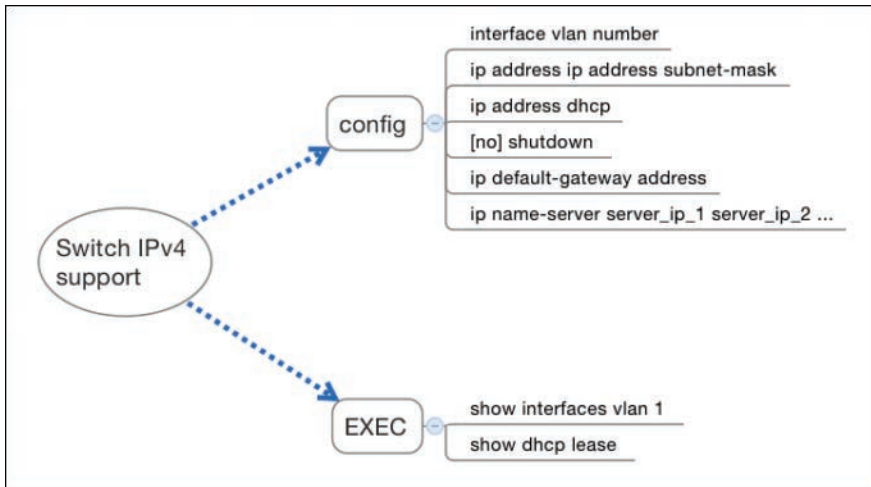 Switch IPv4
support
config
interface vlan number
ip address ip address subnet-mask
ip address dhcp
[no] shutdown
ip default-gateway address
ip name-server server_ip_1 server_ip_2 ...
EXEC
show interfaces vlan 1
show dhcp lease